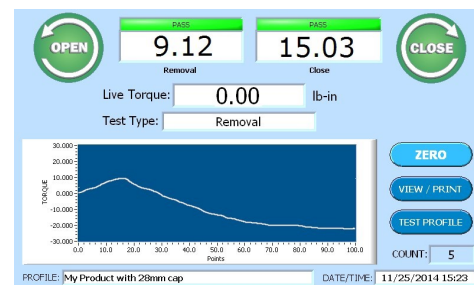 OPEN
PASS
9.12
Removal
PASS
15.03
Close
CLOSE
Live Torque: 0.00 lb-in
Test Type: Removal
30.000
20.000
10.000
0.000
-10.000
-20.000
-30.000
TORQUE
0.0 10.0 20.0 30.0 40.0 50.0 60.0 70.0 80.0 90.0 100.0
Points
ZERO
VIEW / PRINT
TEST PROFILE
COUNT: 5
PROFILE: My Product with 28mm cap DATE/TIME: 11/25/2014 15:23